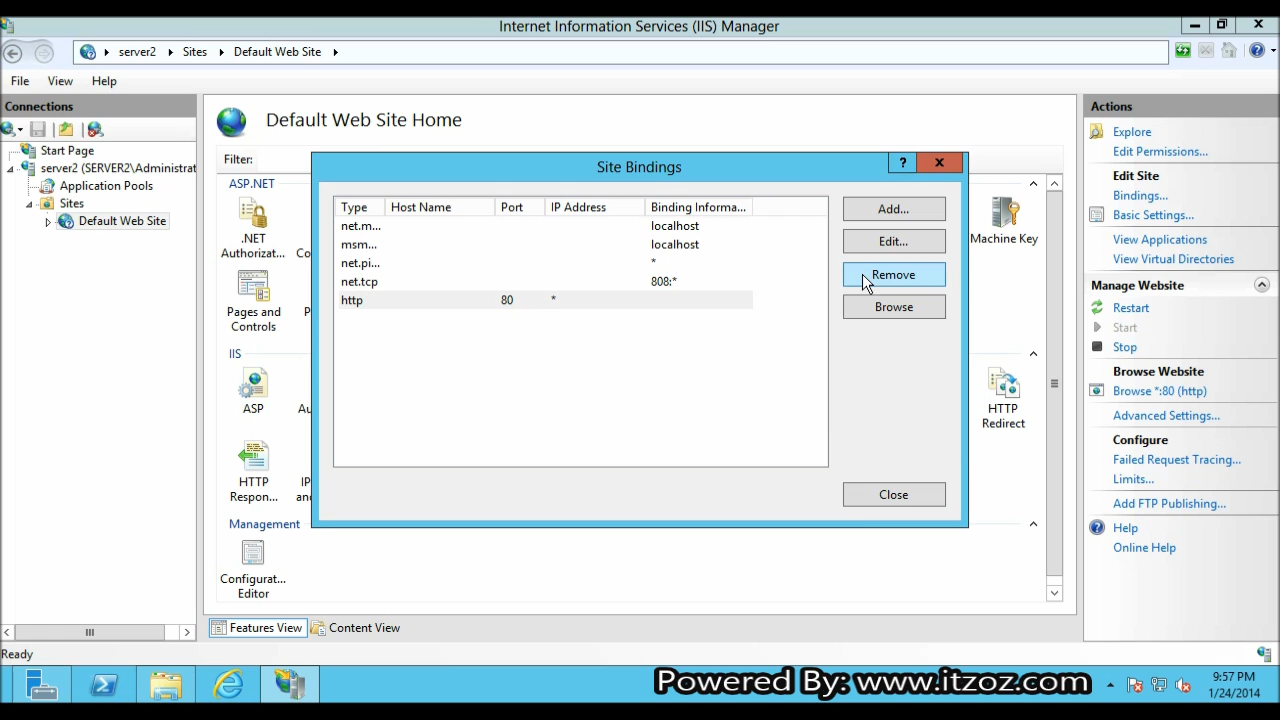 Internet Information Services (IIS) Manager
server2 Sites Default Web Site
File View Help
Connections
Start Page
server2 (SERVER2\Administrat
Application Pools
Sites
Default Web Site
Default Web Site Home
Filter:
ASP.NET
.NET
Authorizat...
Co
Pages and
Controls
P
IIS
ASP
Au
HTTP
Respon...
IP
an
Management
Configurat...
Editor
Machine Key
HTTP
Redirect
Site Bindings
?
Type Host Name Port IP Address Binding Informa...
net.m... localhost
msm... localhost
net.pi... *
net.tcp 808:*
http 80 *
Add...
Edit...
Remove
Browse
Close
Features View Content View
Actions
Explore
Edit Permissions...
Edit Site
Bindings...
Basic Settings...
View Applications
View Virtual Directories
Manage Website
Restart
Start
Stop
Browse Website
Browse *:80 (http)
Advanced Settings...
Configure
Failed Request Tracing...
Limits...
Add FTP Publishing...
Help
Online Help
Ready
Powered By: www.itzoz.com
9:57 PM
1/24/2014